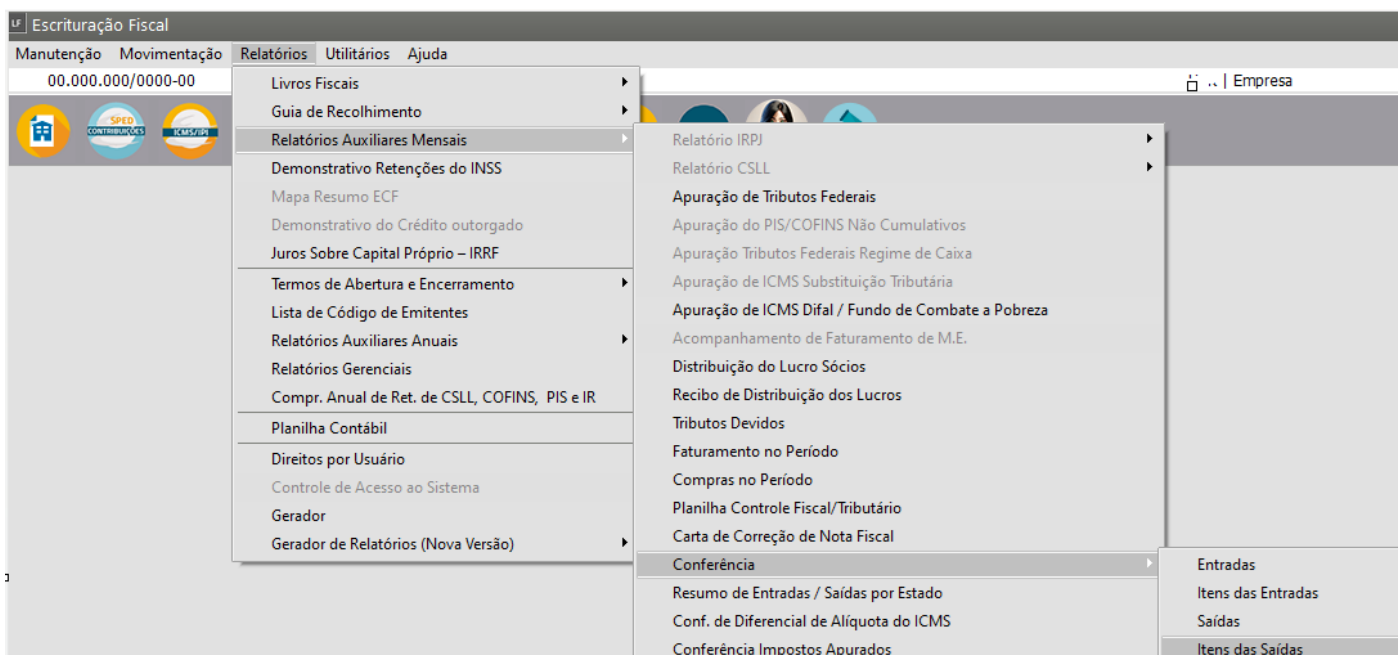 LF Escrituração Fiscal
Manutenção Movimentação Relatórios Utilitários Ajuda
00.000.000/0000-00
| Empresa
SPED
CONTRIBUIÇÕES
ICMS/IPI
Livros Fiscais
Guia de Recolhimento
Relatórios Auxiliares Mensais
Demonstrativo Retenções do INSS
Mapa Resumo ECF
Demonstrativo do Crédito outorgado
Juros Sobre Capital Próprio – IRRF
Termos de Abertura e Encerramento
Lista de Código de Emitentes
Relatórios Auxiliares Anuais
Relatórios Gerenciais
Compr. Anual de Ret. de CSLL, COFINS, PIS e IR
Planilha Contábil
Direitos por Usuário
Controle de Acesso ao Sistema
Gerador
Gerador de Relatórios (Nova Versão)
Relatório IRPJ
Relatório CSLL
Apuração de Tributos Federais
Apuração do PIS/COFINS Não Cumulativos
Apuração Tributos Federais Regime de Caixa
Apuração de ICMS Substituição Tributária
Apuração de ICMS Difal / Fundo de Combate a Pobreza
Acompanhamento de Faturamento de M.E.
Distribuição do Lucro Sócios
Recibo de Distribuição dos Lucros
Tributos Devidos
Faturamento no Período
Compras no Período
Planilha Controle Fiscal/Tributário
Carta de Correção de Nota Fiscal
Conferência
Resumo de Entradas / Saídas por Estado
Conf. de Diferencial de Alíquota do ICMS
Conferência Impostos Apurados
Entradas
Itens das Entradas
Saídas
Itens das Saídas